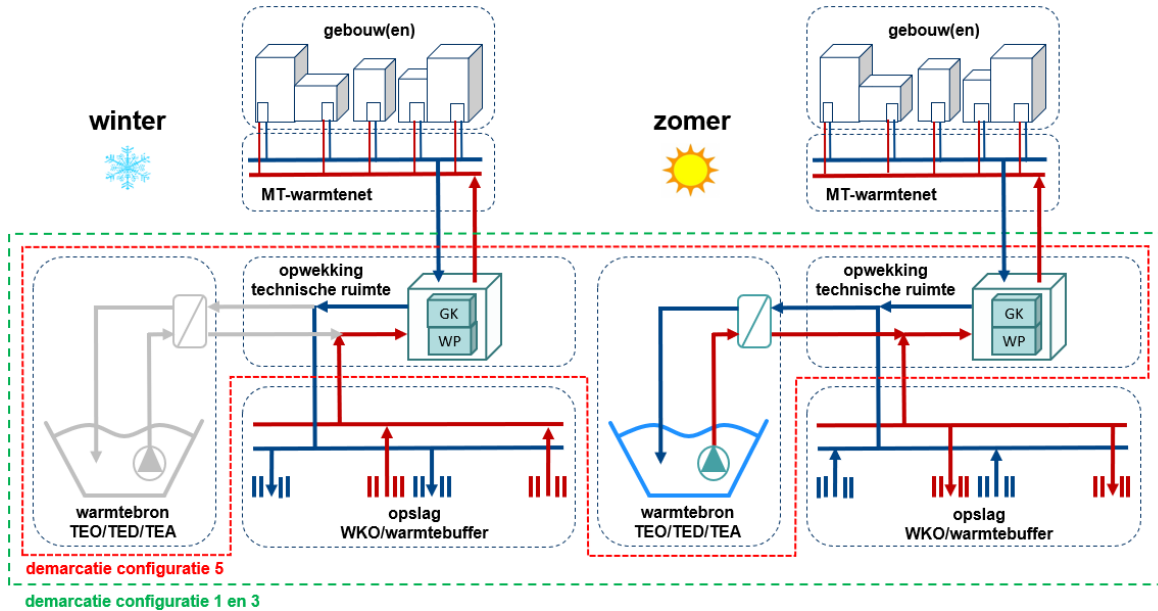 gebouw(en)
winter
MT-warmtenet
opwekking
technische ruimte
GK
WP
warmtebron
TEO/TED/TEA
opslag
WKO/warmtebuffer
gebouw(en)
zomer
MT-warmtenet
opwekking
technische ruimte
GK
WP
warmtebron
TEO/TED/TEA
opslag
WKO/warmtebuffer
demarcatie configuratie 5
demarcatie configuratie 1 en 3